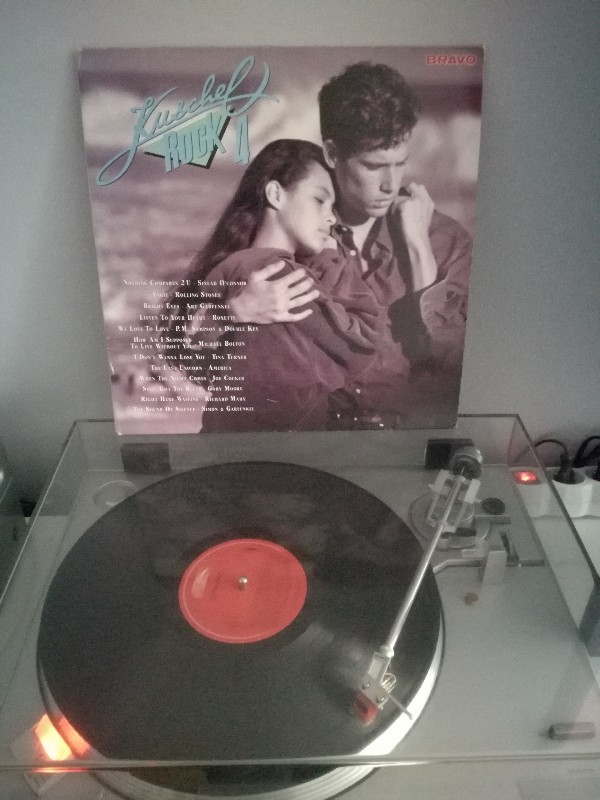 BRAVO
Kuschel
ROCK 4
Nothing Compares 2 U - Sinead O'Connor
Angie - Rolling Stones
Bright Eyes - Art Garfunkel
Listen To Your Heart - Roxette
We Love To Love - P.M. Sampson & Double Key
How Am I Supposed
To Live Without You - Michael Bolton
I Don't Wanna Lose You - Tina Turner
The Last Unicorn - America
When The Night Comes - Joe Cocker
Still Got The Blues - Gary Moore
Right Here Waiting - Richard Marx
The Sound Of Silence - Simon & Garfunkel